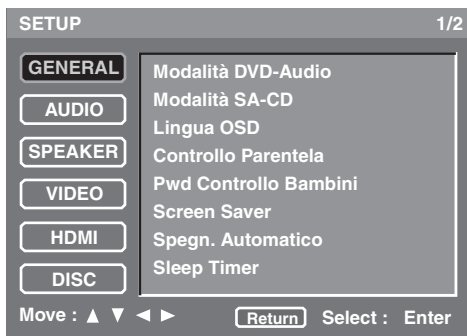 SETUP 1/2
GENERAL
AUDIO
SPEAKER
VIDEO
HDMI
DISC
Modalità DVD-Audio
Modalità SA-CD
Lingua OSD
Controllo Parentela
Pwd Controllo Bambini
Screen Saver
Spegn. Automatico
Sleep Timer
Move : ▲ ▼ ◄ ► Return Select : Enter